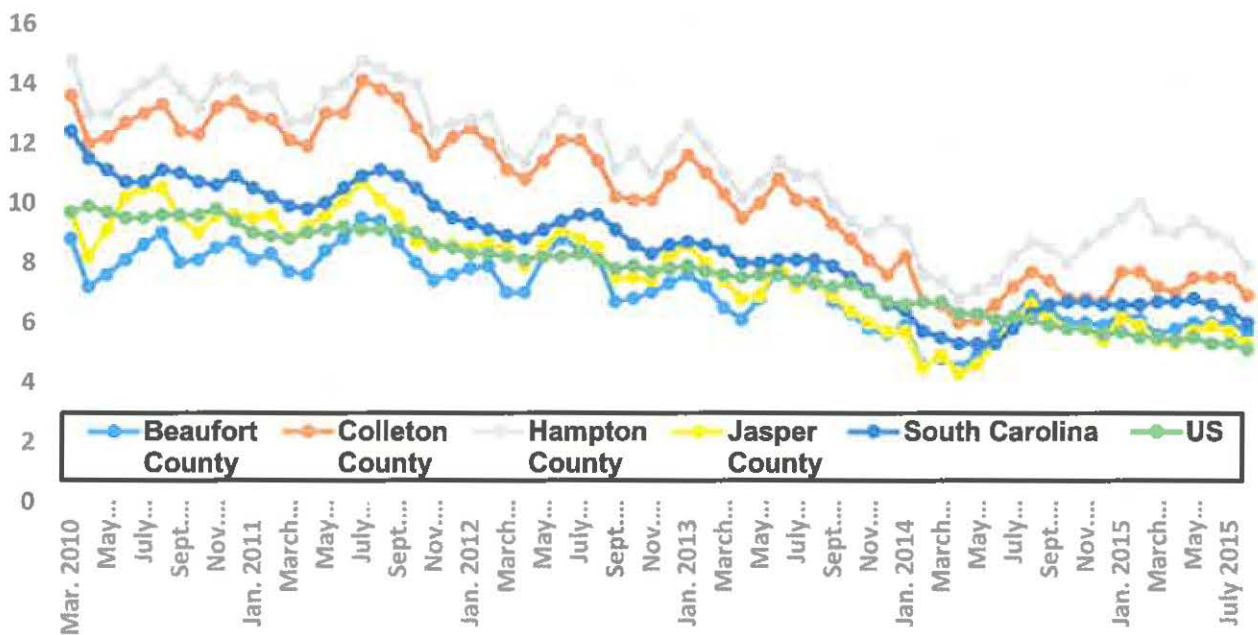 16
14
12
10
8
6
4
2
0
Beaufort County
Colleton County
Hampton County
Jasper County
South Carolina
US
Mar. 2010
May...
July...
Sept....
Nov....
Jan. 2011
March...
May...
July...
Sept....
Nov....
Jan. 2012
March...
May...
July...
Sept....
Nov....
Jan. 2013
March...
May...
July...
Sept....
Nov....
Jan. 2014
March...
May...
July...
Sept....
Nov....
Jan. 2015
March...
May...
July 2015